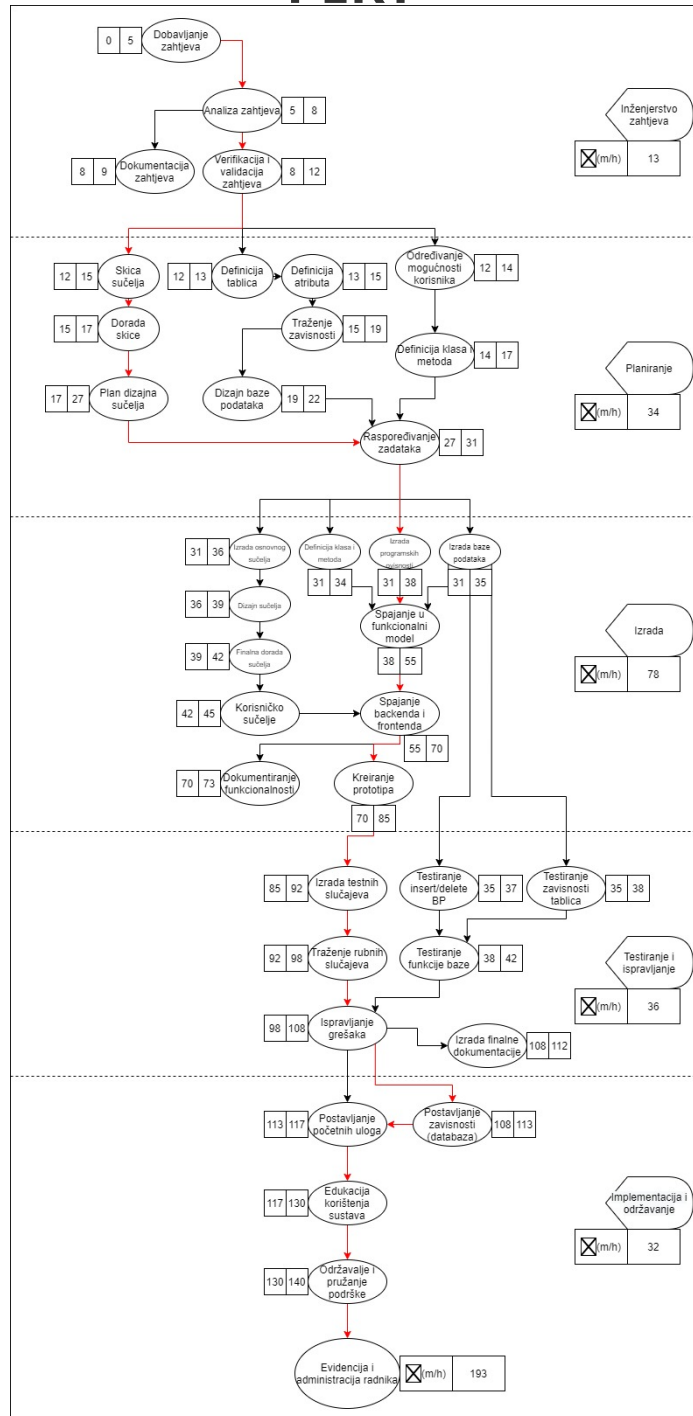 PERT
0 5
Dobavljanje
zahtjeva
Analiza zahtjeva
5 8
Inženjerstvo
zahtjeva
(m/h) 13
8 9
Dokumentacija
zahtjeva
Verifikacija i
validacija
zahtjeva
8 12
12 15
Skica
sučelja
12 13
Definicija
tablica
Definicija
atributa
13 15
Određivanje
mogućnosti
korisnika
12 14
15 17
Dorada
skice
Traženje
zavisnosti
15 19
Definicija klasa i
metoda
14 17
Planiranje
(m/h) 34
17 27
Plan dizajna
sučelja
Dizajn baze
podataka
19 22
Raspoređivanje
zadataka
27 31
31 36
Izrada osnovnog
sučelja
Definicija klasa i
metoda
31 34
Izrada
programskih
ovisnosti
31 38
Izrada baze
podataka
31 35
36 39
Dizajn sučelja
Spajanje u
funkcionalni
model
38 55
Izrada
(m/h) 78
39 42
Finalna dorada
sučelja
42 45
Korisničko
sučelje
Spajanje
backenda i
frontenda
55 70
70 73
Dokumentiranje
funkcionalnosti
Kreiranje
prototipa
70 85
85 92
Izrada testnih
slučajeva
Testiranje
insert/delete
BP
35 37
Testiranje
zavisnosti
tablica
35 38
92 98
Traženje rubnih
slučajeva
Testiranje
funkcije baze
38 42
Testiranje i
ispravljanje
(m/h) 36
98 108
Ispravljanje
grešaka
Izrada finalne
dokumentacije
108 112
113 117
Postavljanje
početnih uloga
Postavljanje
zavisnosti
(databaza)
108 113
117 130
Edukacija
korištenja
sustava
Implementacija i
održavanje
(m/h) 32
130 140
Održavalje i
pružanje
podrške
Evidencija i
administracija radnika
(m/h) 193